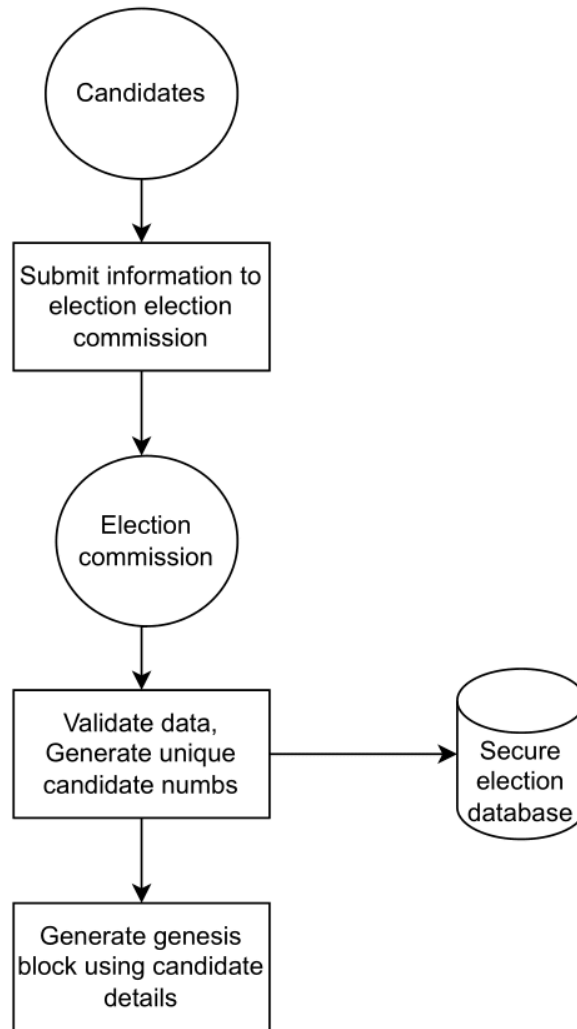 Candidates
Submit information to
election election
commission
Election
commission
Validate data,
Generate unique
candidate numbs
Secure
election
database
Generate genesis
block using candidate
details